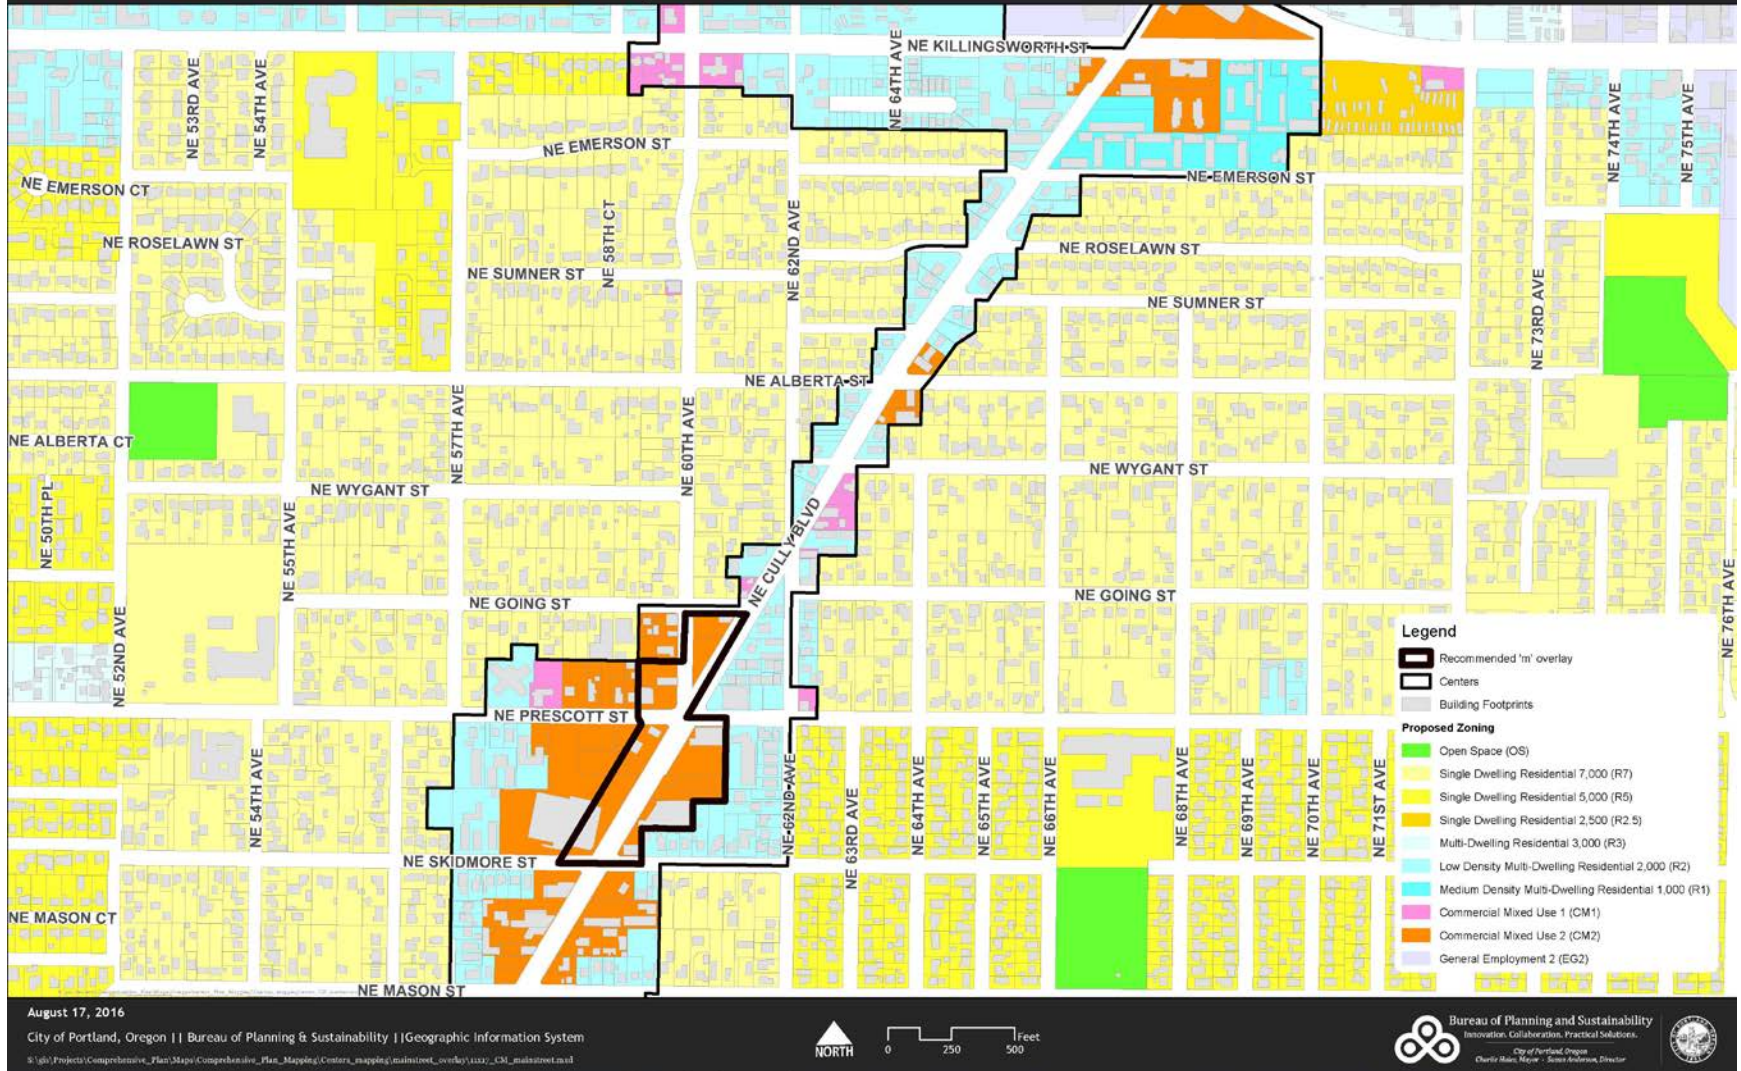 NE KILLINGSWORTH ST
NE 64TH AVE
NE 53RD AVE
NE 54TH AVE
NE 74TH AVE
NE 75TH AVE
NE EMERSON ST
NE EMERSON CT
NE EMERSON ST
NE ROSELAWN ST
NE 58TH CT
NE 62ND AVE
NE ROSELAWN ST
NE SUMNER ST
NE SUMNER ST
NE 73RD AVE
NE ALBERTA ST
NE ALBERTA CT
NE 57TH AVE
NE 60TH AVE
NE WYGANT ST
NE WYGANT ST
NE 50TH PL
NE 55TH AVE
NE CULLY BLVD
NE GOING ST
NE GOING ST
NE 52ND AVE
NE 76TH AVE
NE PRESCOTT ST
NE 54TH AVE
NE 62ND AVE
NE 63RD AVE
NE 64TH AVE
NE 65TH AVE
NE 66TH AVE
NE 68TH AVE
NE 69TH AVE
NE 70TH AVE
NE 71ST AVE
NE SKIDMORE ST
NE MASON CT
NE MASON ST
Legend
Recommended 'm' overlay
Centers
Building Footprints
Proposed Zoning
Open Space (OS)
Single Dwelling Residential 7,000 (R7)
Single Dwelling Residential 5,000 (R5)
Single Dwelling Residential 2,500 (R2.5)
Multi-Dwelling Residential 3,000 (R3)
Low Density Multi-Dwelling Residential 2,000 (R2)
Medium Density Multi-Dwelling Residential 1,000 (R1)
Commercial Mixed Use 1 (CM1)
Commercial Mixed Use 2 (CM2)
General Employment 2 (EG2)
August 17, 2016
City of Portland, Oregon || Bureau of Planning & Sustainability ||Geographic Information System
NORTH
Feet
0 250 500
Bureau of Planning and Sustainability
Innovation. Collaboration. Practical Solutions.
City of Portland, Oregon
Charlie Hales, Mayor - Susan Anderson, Director